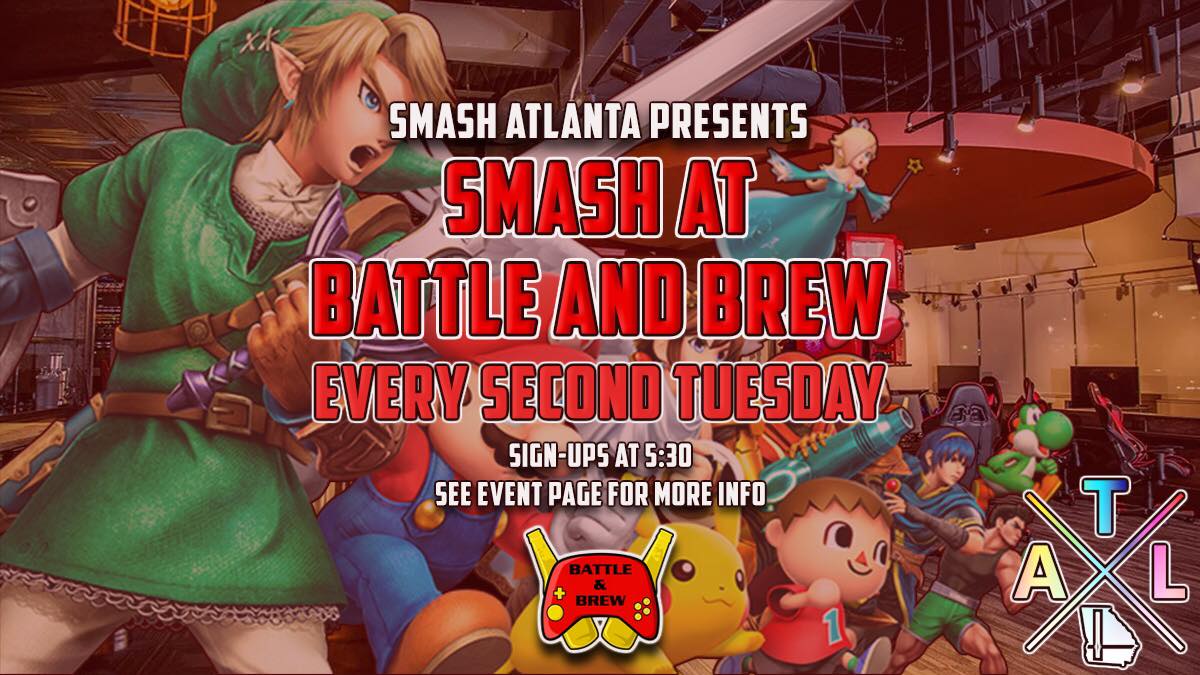 SMASH ATLANTA PRESENTS
SMASH AT
BATTLE AND BREW
EVERY SECOND TUESDAY
SIGN-UPS AT 5:30
SEE EVENT PAGE FOR MORE INFO
BATTLE
&
BREW
1
T
A L